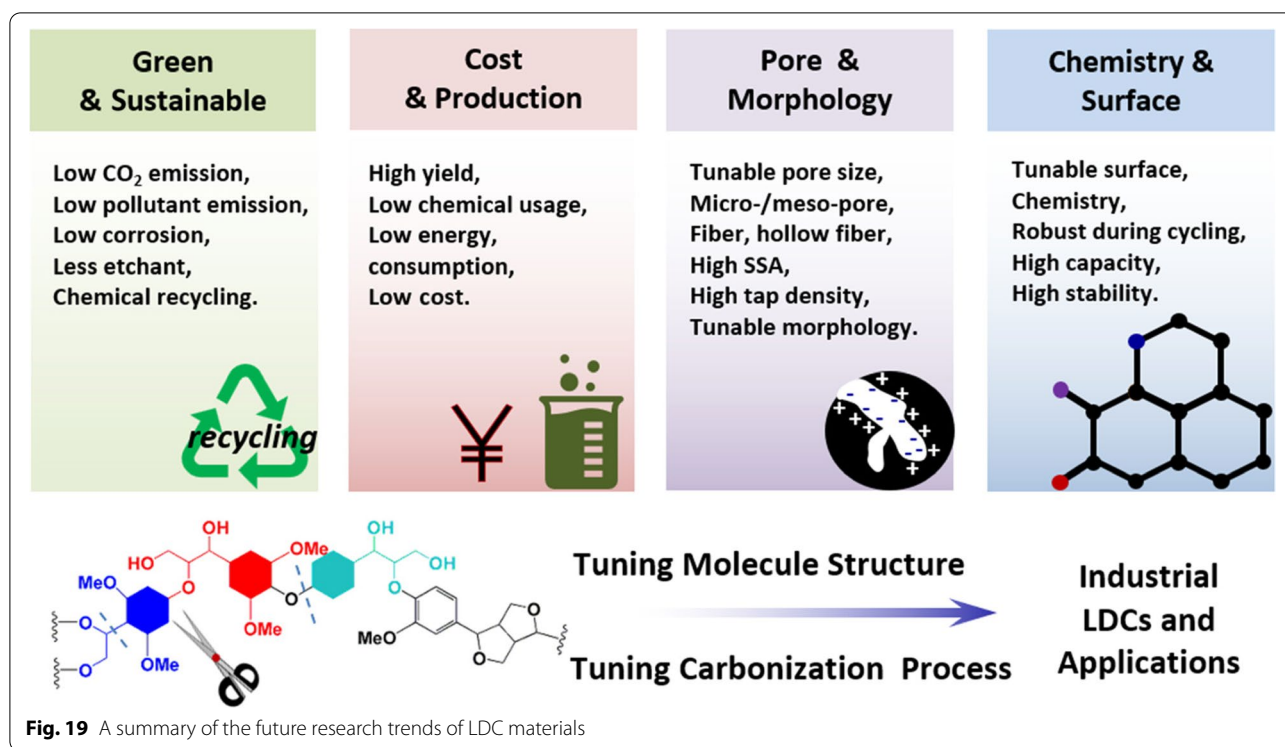 Green
& Sustainable
Low CO₂ emission,
Low pollutant emission,
Low corrosion,
Less etchant,
Chemical recycling.
recycling
Cost
& Production
High yield,
Low chemical usage,
Low energy,
consumption,
Low cost.
¥
Pore &
Morphology
Tunable pore size,
Micro-/meso-pore,
Fiber, hollow fiber,
High SSA,
High tap density,
Tunable morphology.
Chemistry &
Surface
Tunable surface,
Chemistry,
Robust during cycling,
High capacity,
High stability.
OH
HO
OMe
OH
OH
MeO
O
O
O
OMe
MeO
O
O
O
OMe
O
Tuning Molecule Structure
Tuning Carbonization Process
Industrial
LDCs and
Applications
Fig. 19 A summary of the future research trends of LDC materials